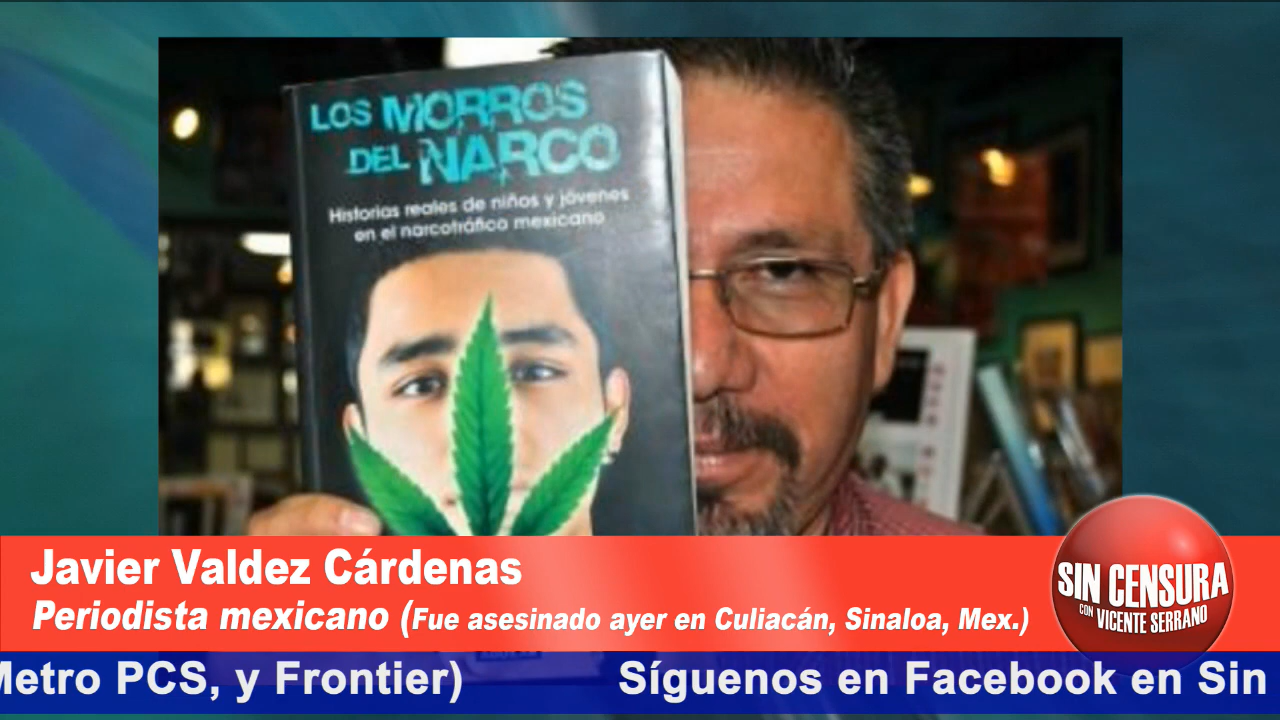 LOS MORROS
DEL NARCO
Historias reales de niños y jóvenes
en el narcotráfico mexicano
Javier Valdez Cárdenas
Periodista mexicano (Fue asesinado ayer en Culiacán, Sinaloa, Mex.)
SIN CENSURA
CON VICENTE SERRANO
Metro PCS, y Frontier)
Síguenos en Facebook en Sin